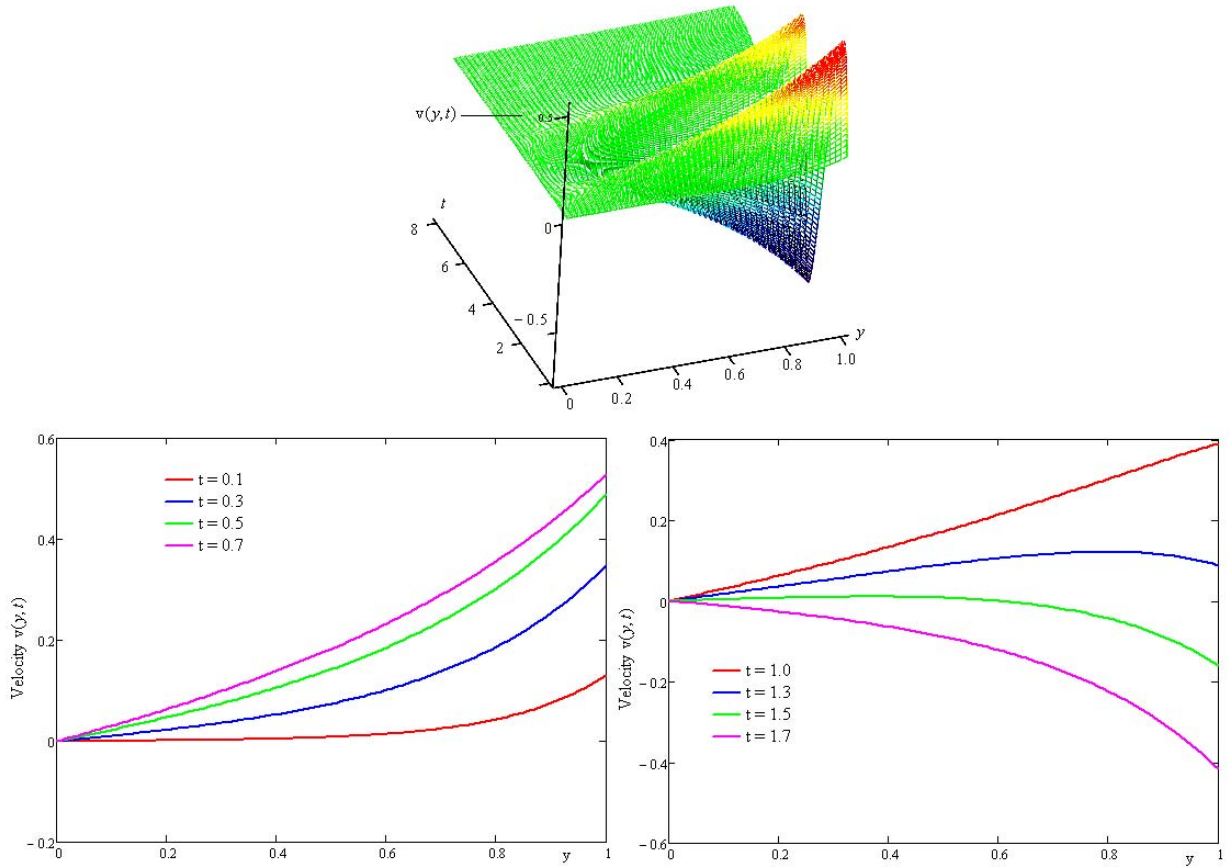 v(y,t)
0.5
t
8
0
6
4
− 0.5
2
y
0
0.2
0.4
0.6
0.8
1.0
0.6
t = 0.1
t = 0.3
t = 0.5
t = 0.7
0.4
0.2
0
− 0.2
Velocity v(y,t)
0
0.2
0.4
0.6
0.8
1
y
0.4
0.2
0
− 0.2
− 0.4
− 0.6
Velocity v(y,t)
t = 1.0
t = 1.3
t = 1.5
t = 1.7
0
0.2
0.4
0.6
0.8
1
y